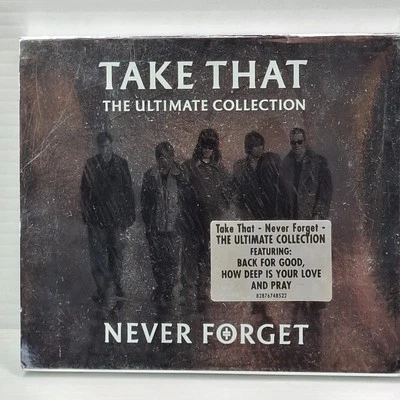 TAKE THAT
THE ULTIMATE COLLECTION
Take That - Never Forget -
THE ULTIMATE COLLECTION
FEATURING:
BACK FOR GOOD,
HOW DEEP IS YOUR LOVE
AND PRAY
82876748522
NEVER FORGET